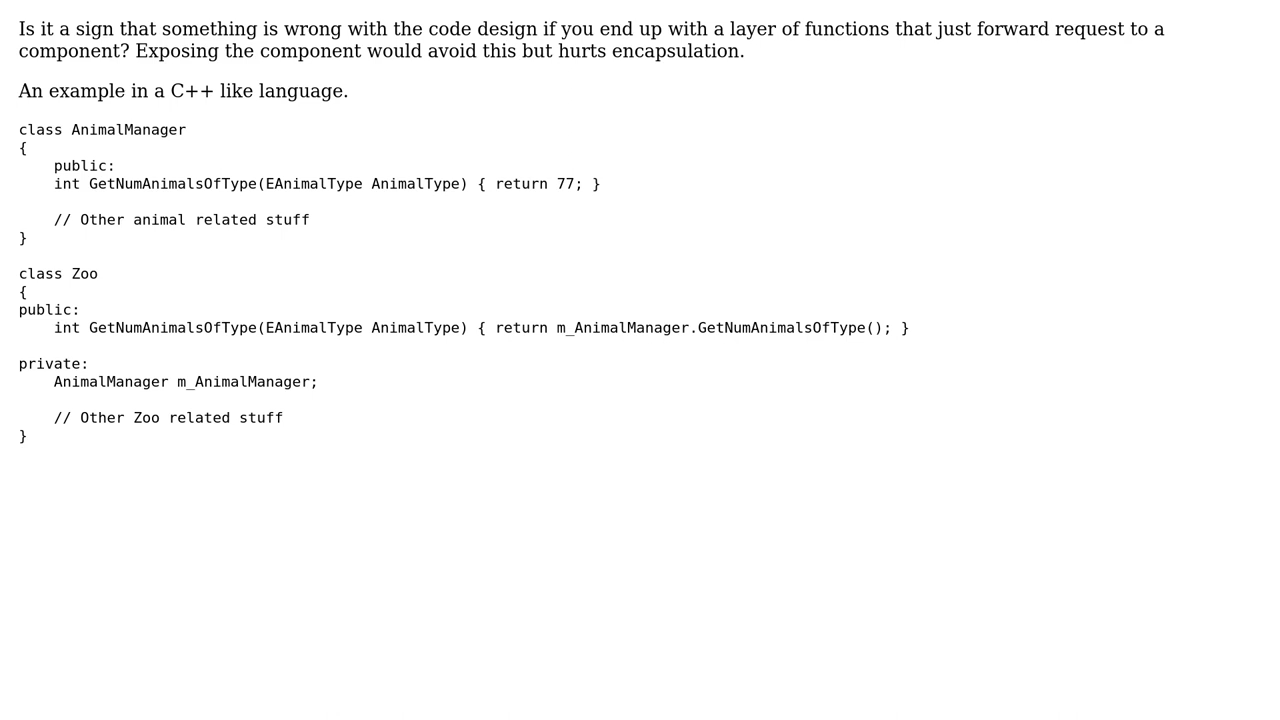 Is it a sign that something is wrong with the code design if you end up with a layer of functions that just forward request to a
component? Exposing the component would avoid this but hurts encapsulation.
An example in a C++ like language.
class AnimalManager
{
    public:
    int GetNumAnimalsOfType(EAnimalType AnimalType) { return 77; }
    // Other animal related stuff
}
class Zoo
{
public:
    int GetNumAnimalsOfType(EAnimalType AnimalType) { return m_AnimalManager.GetNumAnimalsOfType(); }
private:
    AnimalManager m_AnimalManager;
    // Other Zoo related stuff
}